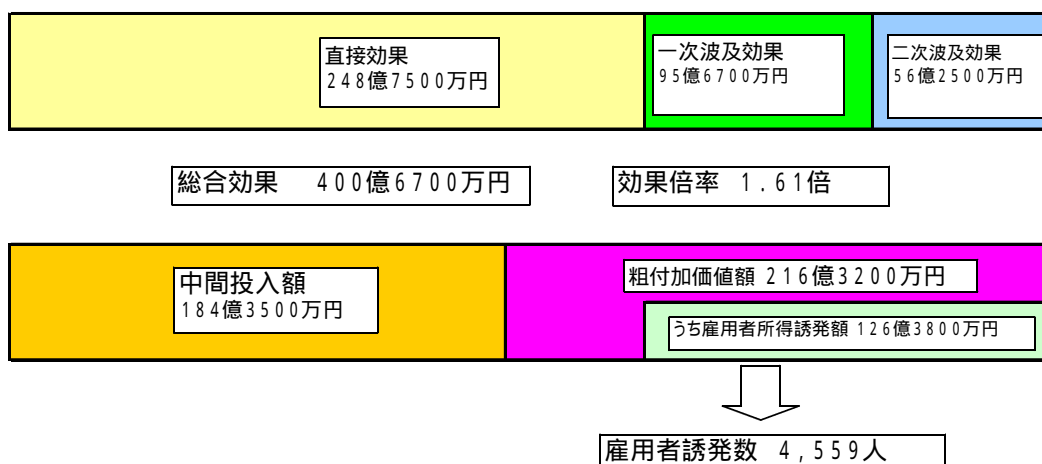 直接効果
248億7500万円
一次波及効果
95億6700万円
二次波及効果
56億2500万円
総合効果 400億6700万円
効果倍率 1.61倍
中間投入額
184億3500万円
粗付加価値額 216億3200万円
うち雇用者所得誘発額 126億3800万円
雇用者誘発数 4,559人